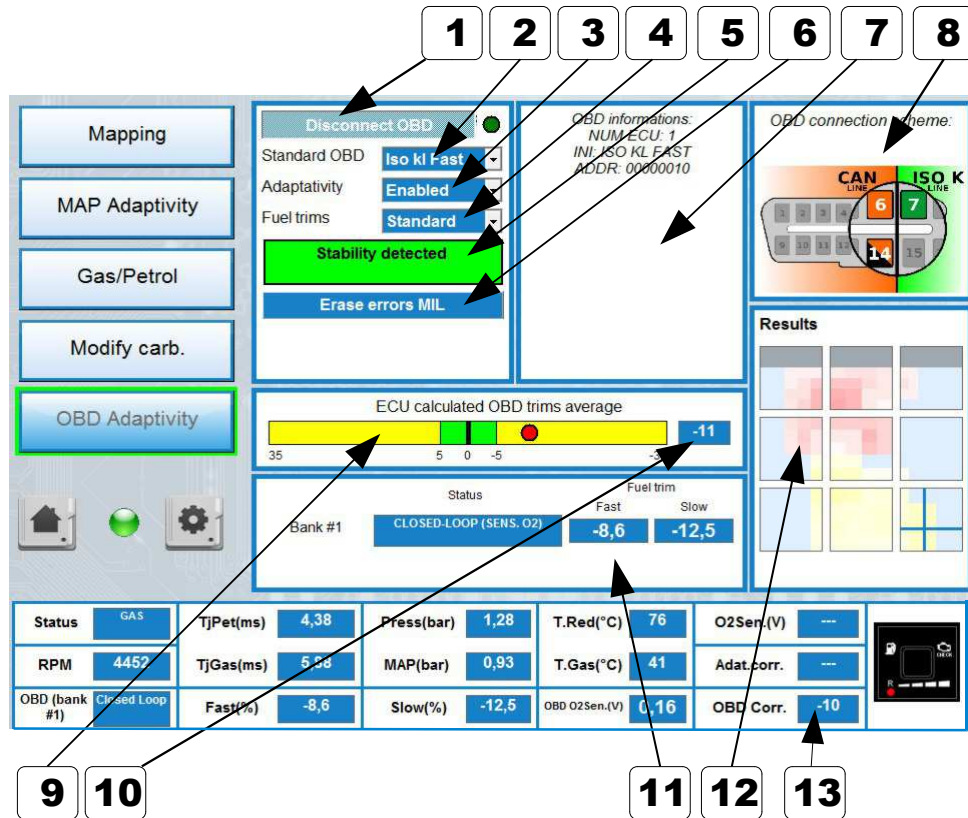 1 2 3 4 5 6 7 8
Mapping
MAP Adaptivity
Gas/Petrol
Modify carb.
OBD Adaptivity
Disconnect OBD
Standard OBD Iso kl Fast
Adaptativity Enabled
Fuel trims Standard
Stability detected
Erase errors MIL
OBD informations:
NUM ECU: 1
INI: ISO KL FAST
ADDR: 00000010
OBD connection scheme:
CAN LINE
ISO K LINE
1 2 3 4 6 7
9 10 11 12 14 15
Results
ECU calculated OBD trims average
-11
35 5 0 -5
Status
Fuel trim
Fast Slow
Bank #1 CLOSED-LOOP (SENS. O2) -8,6 -12,5
Status GAS TjPet(ms) 4,38 Press(bar) 1,28 T.Red(°C) 76 O2Sen.(V) ---
RPM 4452 TjGas(ms) 5,88 MAP(bar) 0,93 T.Gas(°C) 41 Adat.corr. ---
OBD (bank #1) Closed Loop Fast(%) -8,6 Slow(%) -12,5 OBD O2Sen.(V) 0,16 OBD Corr. -10
CHECK
R
9 10 11 12 13